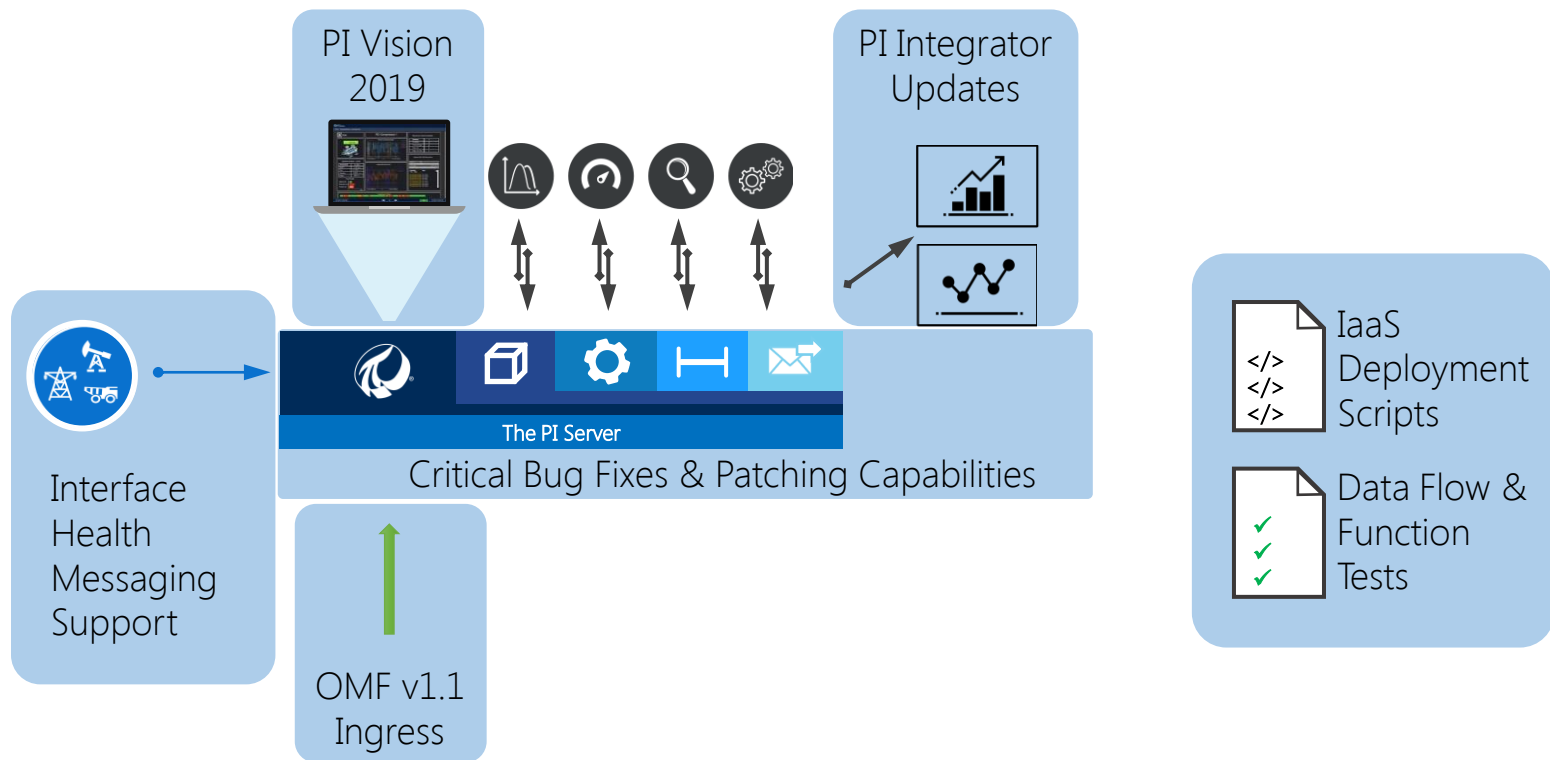 PI Vision
2019
PI Integrator
Updates
The PI Server
Critical Bug Fixes & Patching Capabilities
Interface
Health
Messaging
Support
OMF v1.1
Ingress
</>
</>
</>
IaaS
Deployment
Scripts
Data Flow &
Function
Tests